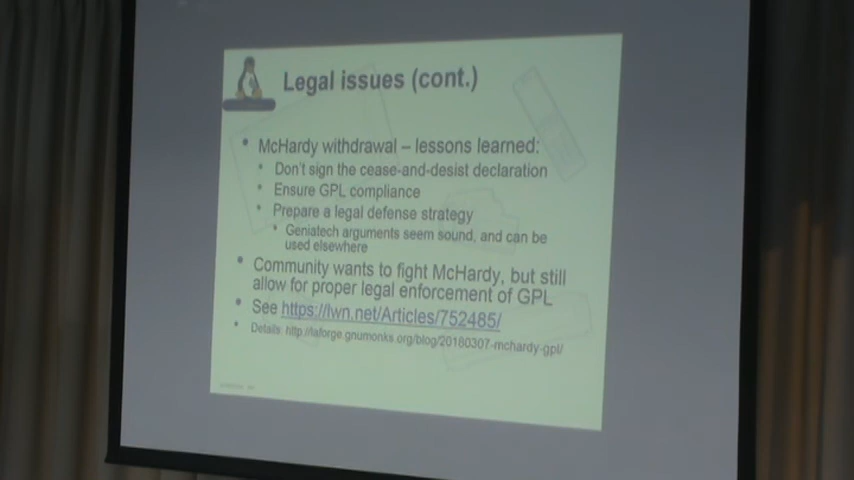 Legal issues (cont.)
McHardy withdrawal – lessons learned:
Don't sign the cease-and-desist declaration
Ensure GPL compliance
Prepare a legal defense strategy
Geniatech arguments seem sound, and can be
used elsewhere
Community wants to fight McHardy, but still
allow for proper legal enforcement of GPL
See https://lwn.net/Articles/752485/
Details: http://laforge.gnumonks.org/blog/20180307-mchardy-gpl/